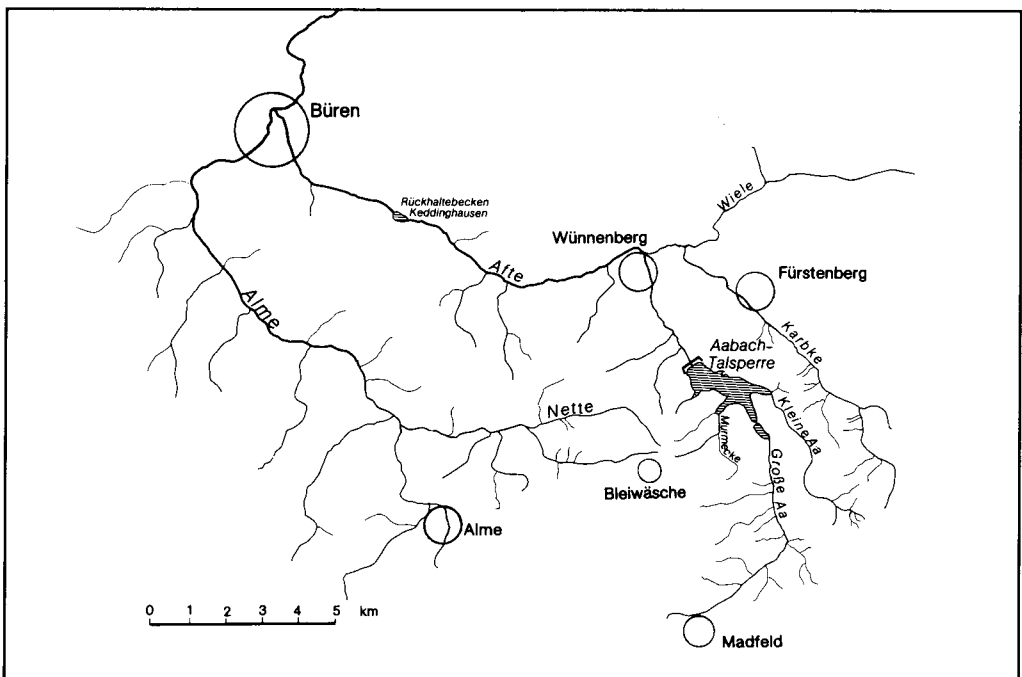 Büren
Rückhaltebecken
Keddinghausen
Wiele
Wünnenberg
Afte
Fürstenberg
Alme
Karbke
Aabach-
Talsperre
Nette
Kleine Aa
Murmecke
Große Aa
Bleiwäsche
Alme
0 1 2 3 4 5 km
Madfeld